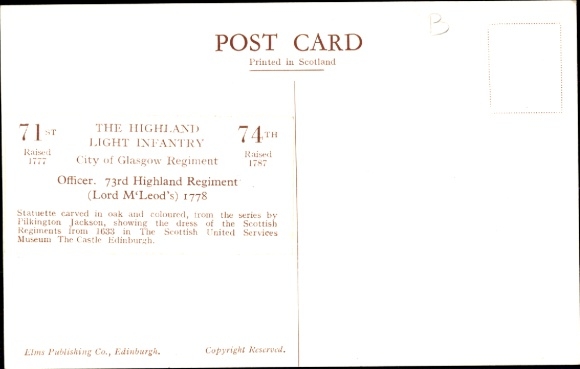 B
POST CARD
Printed in Scotland
71ST THE HIGHLAND 74TH
LIGHT INFANTRY
Raised Raised
1777 City of Glasgow Regiment 1787
Officer. 73rd Highland Regiment
(Lord MʻLeod's) 1778
Statuette carved in oak and coloured, from the series by
Pilkington Jackson, showing the dress of the Scottish
Regiments from 1633 in The Scottish United Services
Museum The Castle Edinburgh.
Elms Publishing Co., Edinburgh. Copyright Reserved.